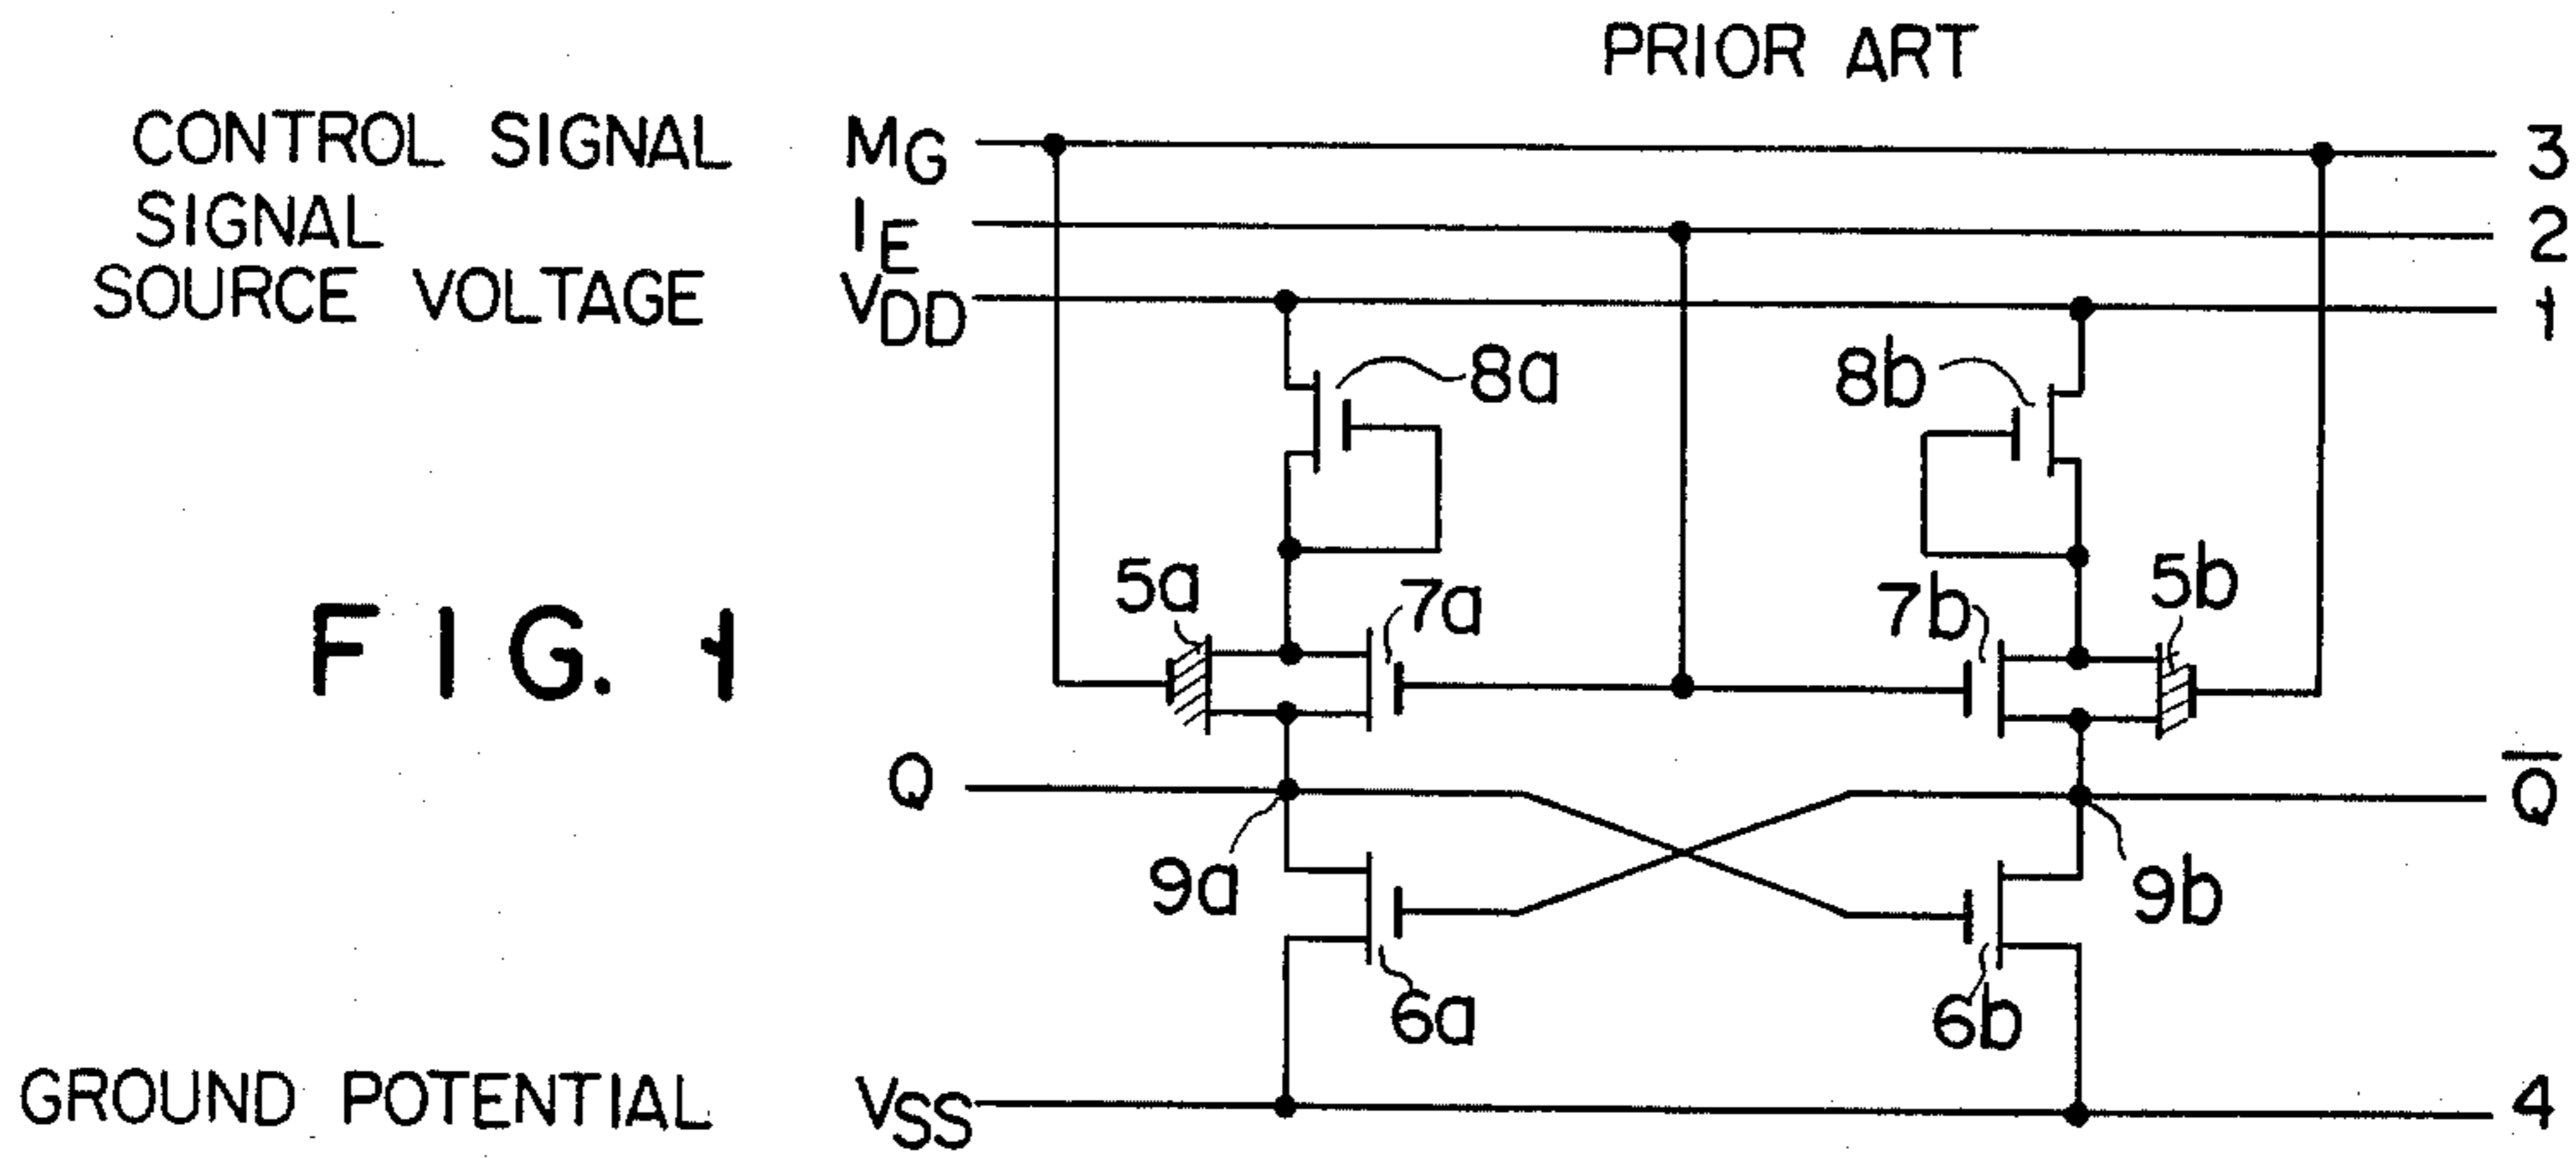 PRIOR ART
CONTROL SIGNAL MG 3
SIGNAL IE 2
SOURCE VOLTAGE VDD 1
8a 8b
5a 7a 7b 5b
FIG. 1
Q Q̅
9a 9b
6a 6b
GROUND POTENTIAL VSS 4